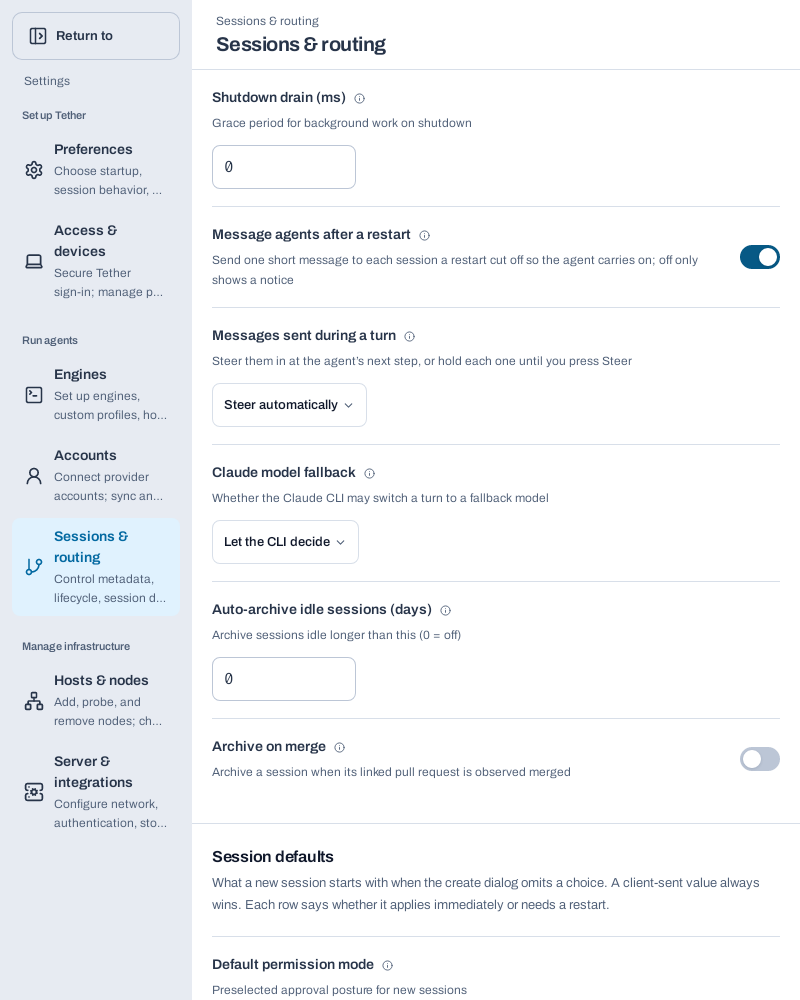 Return to
Settings
Set up Tether
Preferences
Choose startup,
session behavior, ...
Access &
devices
Secure Tether
sign-in; manage p...
Run agents
Engines
Set up engines,
custom profiles, ho...
Accounts
Connect provider
accounts; sync an...
Sessions &
routing
Control metadata,
lifecycle, session d...
Manage infrastructure
Hosts & nodes
Add, probe, and
remove nodes; ch...
Server &
integrations
Configure network,
authentication, sto...
Sessions & routing
Sessions & routing
Shutdown drain (ms)
Grace period for background work on shutdown
0
Message agents after a restart
Send one short message to each session a restart cut off so the agent carries on; off only
shows a notice
Messages sent during a turn
Steer them in at the agent's next step, or hold each one until you press Steer
Steer automatically
Claude model fallback
Whether the Claude CLI may switch a turn to a fallback model
Let the CLI decide
Auto-archive idle sessions (days)
Archive sessions idle longer than this (0 = off)
0
Archive on merge
Archive a session when its linked pull request is observed merged
Session defaults
What a new session starts with when the create dialog omits a choice. A client-sent value always
wins. Each row says whether it applies immediately or needs a restart.
Default permission mode
Preselected approval posture for new sessions